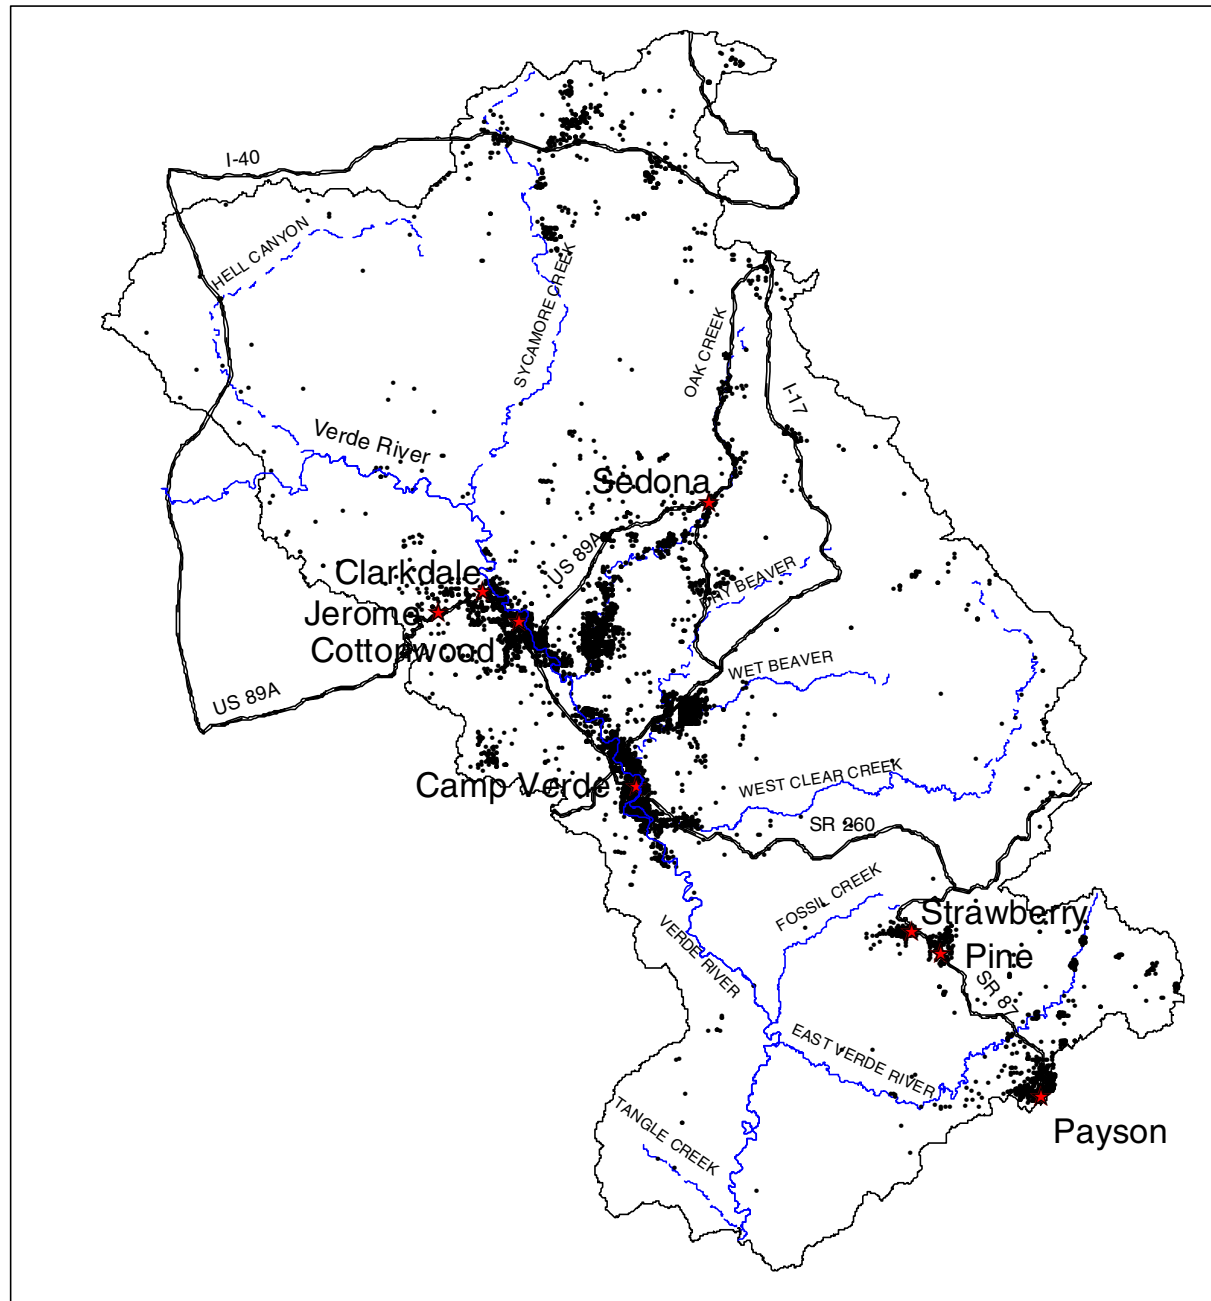 I-40
HELL CANYON
SYCAMORE CREEK
OAK CREEK
I-17
Verde River
Sedona
US 89A
DRY BEAVER
Clarkdale
Jerome
Cottonwood
WET BEAVER
US 89A
WEST CLEAR CREEK
Camp Verde
SR 260
FOSSIL CREEK
Strawberry
VERDE RIVER
Pine
SR 87
EAST VERDE RIVER
TANGLE CREEK
Payson